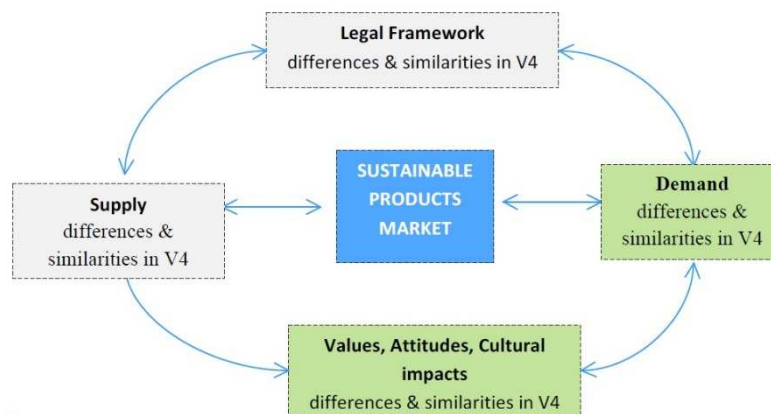 Legal Framework
differences & similarities in V4
SUSTAINABLE
PRODUCTS
MARKET
Supply
differences &
similarities in V4
Demand
differences &
similarities in V4
Values, Attitudes, Cultural
impacts
differences & similarities in V4